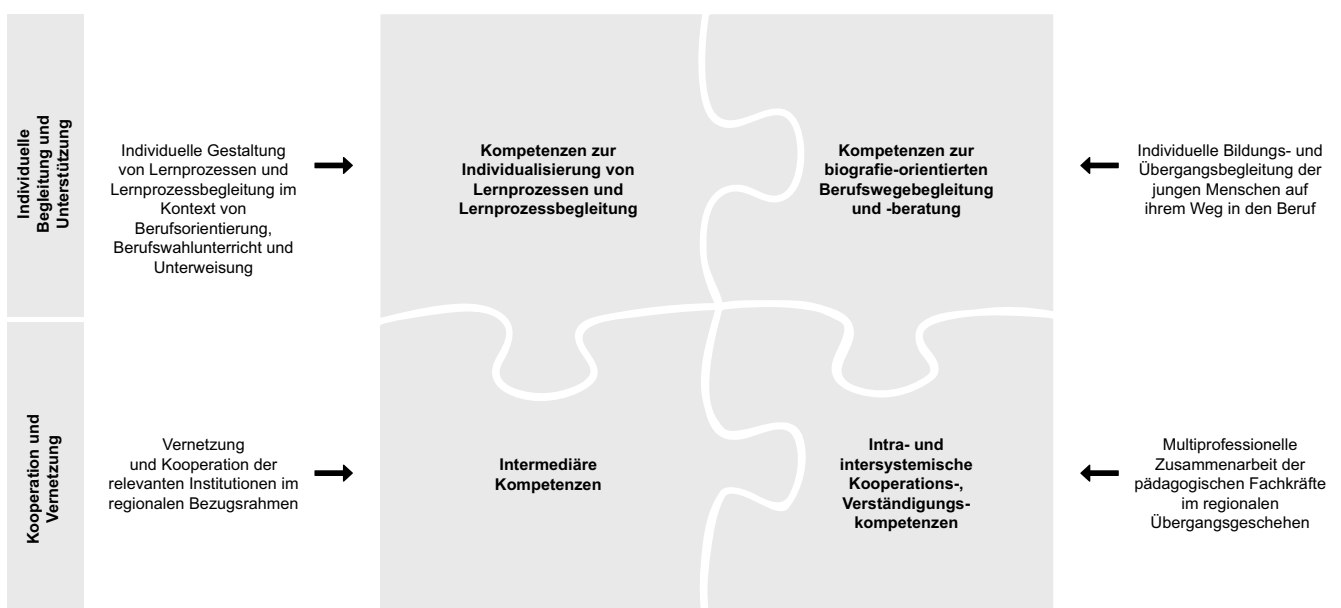 Individuelle
Begleitung und
Unterstützung
Individuelle Gestaltung
von Lernprozessen und
Lernprozessbegleitung im
Kontext von
Berufsorientierung,
Berufswahlunterricht und
Unterweisung
Kompetenzen zur
Individualisierung von
Lernprozessen und
Lernprozessbegleitung
Kompetenzen zur
biografie-orientierten
Berufswegebegleitung
und -beratung
Individuelle Bildungs- und
Übergangsbegleitung der
jungen Menschen auf
ihrem Weg in den Beruf
Kooperation und
Vernetzung
Vernetzung
und Kooperation der
relevanten Institutionen im
regionalen Bezugsrahmen
Intermediäre
Kompetenzen
Intra- und
intersystemische
Kooperations-,
Verständigungs-
kompetenzen
Multiprofessionelle
Zusammenarbeit der
pädagogischen Fachkräfte
im regionalen
Übergangsgeschehen